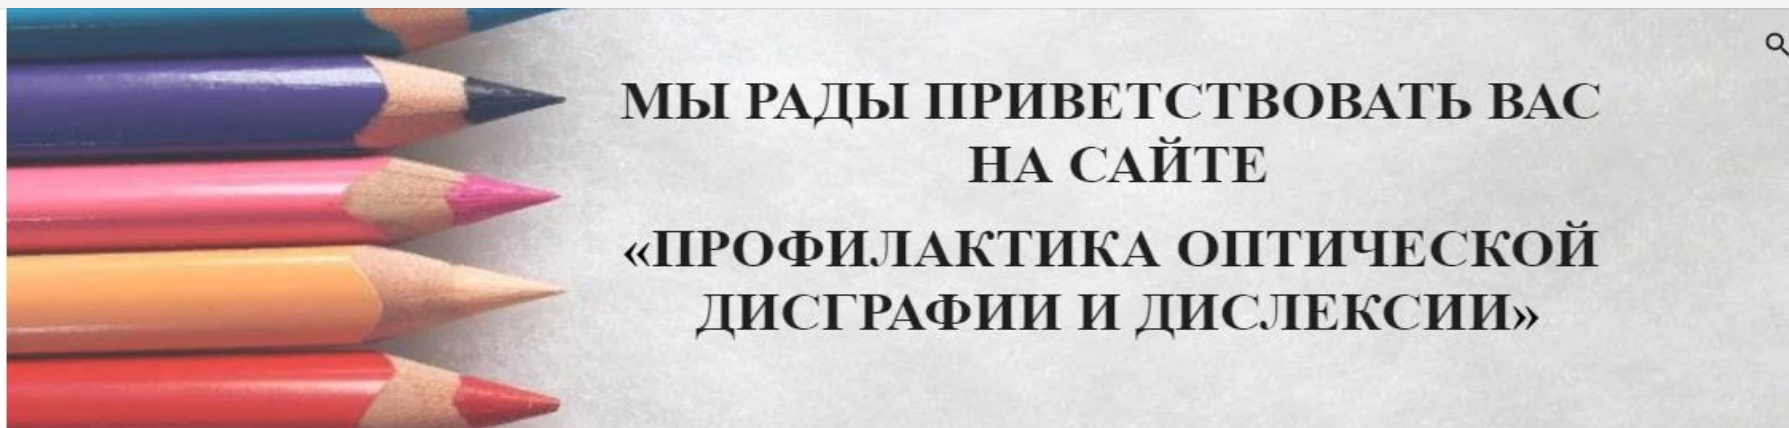 МЫ РАДЫ ПРИВЕТСТВОВАТЬ ВАС
НА САЙТЕ
«ПРОФИЛАКТИКА ОПТИЧЕСКОЙ
ДИСГРАФИИ И ДИСЛЕКСИИ»